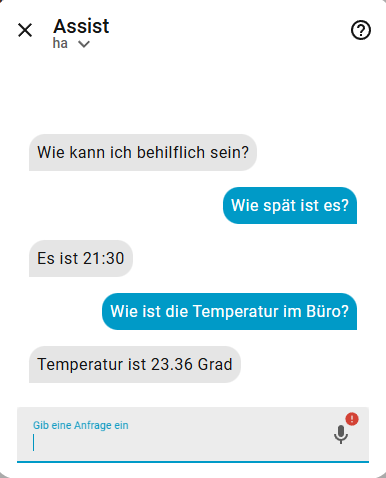 Assist
ha
Wie kann ich behilflich sein?
Wie spät ist es?
Es ist 21:30
Wie ist die Temperatur im Büro?
Temperatur ist 23.36 Grad
Gib eine Anfrage ein